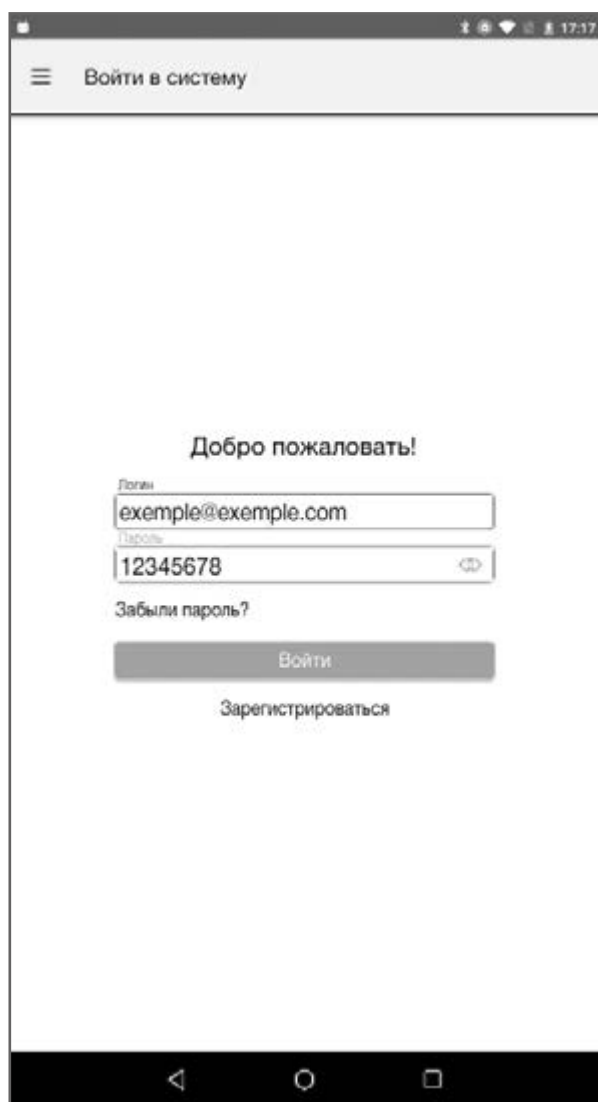 17:17
Войти в систему
Добро пожаловать!
Логин
exemple@exemple.com
Пароль
12345678
Забыли пароль?
Войти
Зарегистрироваться